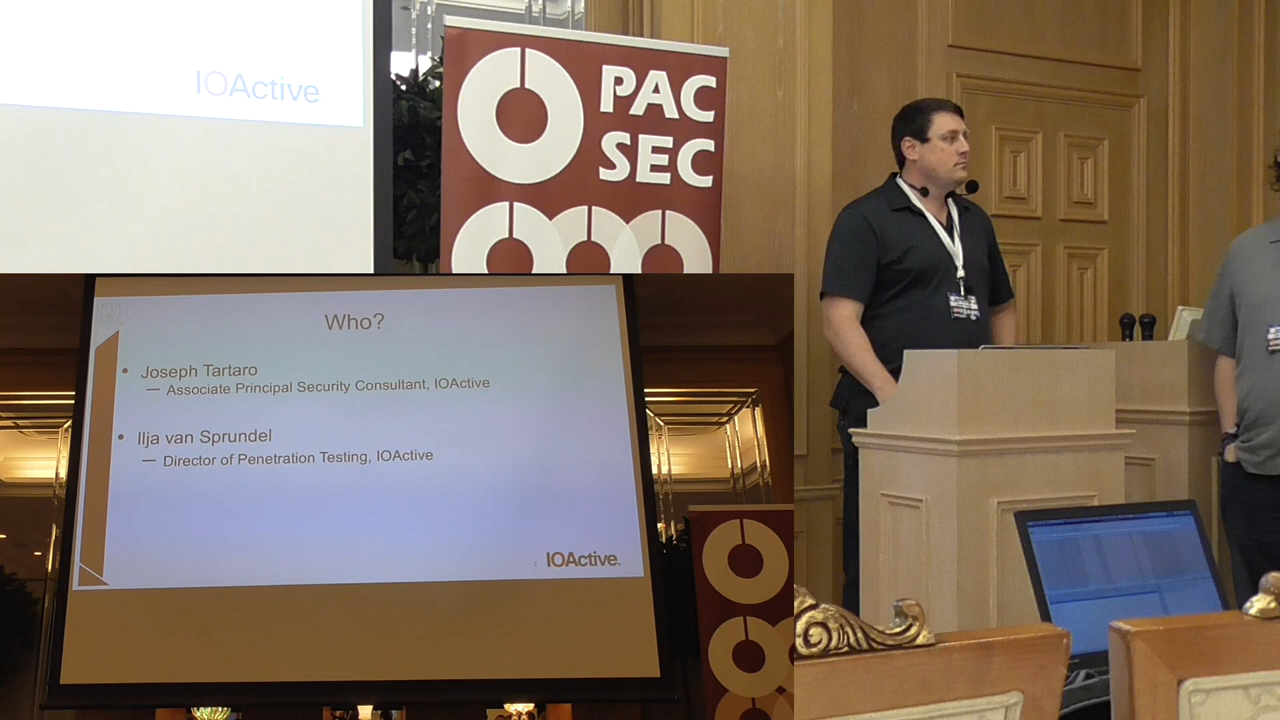 IOActive
PAC
SEC
Who?
• Joseph Tartaro
— Associate Principal Security Consultant, IOActive
• Ilja van Sprundel
— Director of Penetration Testing, IOActive
IOActive.